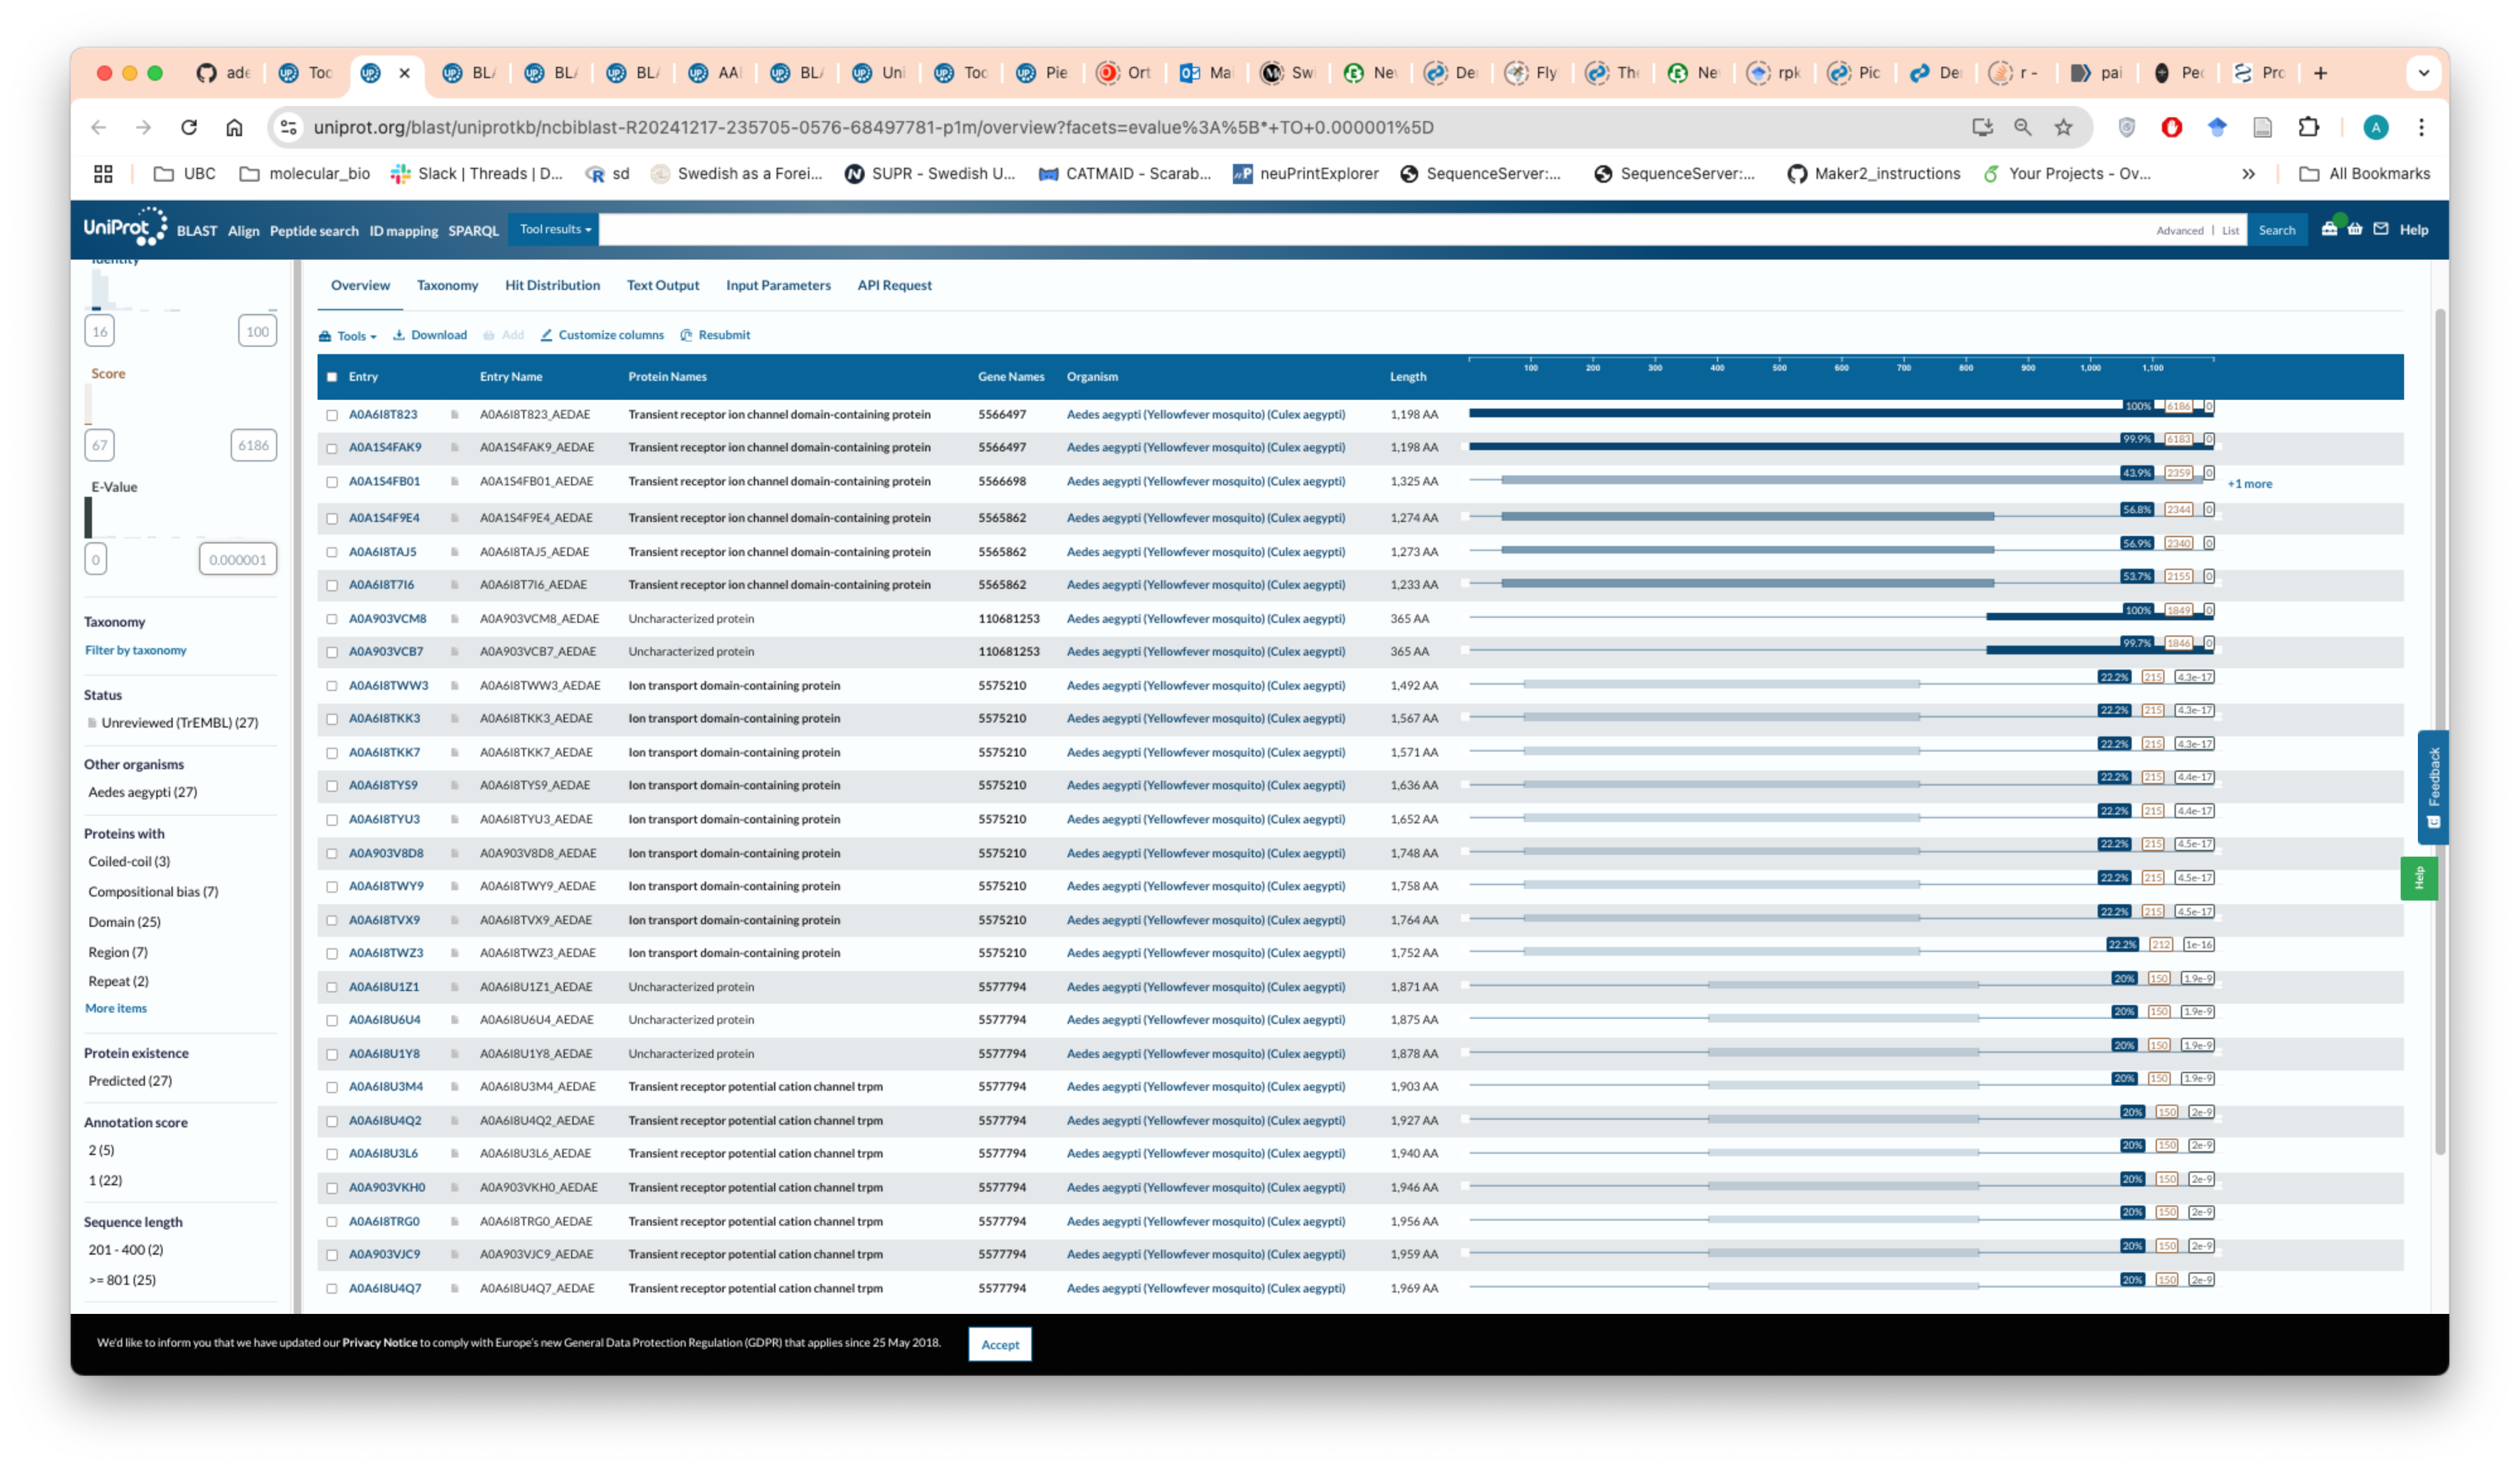 ade
Too
BLA
BL/
BL/
AA
BL/
Uni
Too
Pie
Ort
Ma
Sw
Ne
De
Fly
Th
Ne
rpk
Pic
De
r -
pai
Pe
Pro
uniprot.org/blast/uniprotkb/ncbiblast-R20241217-235705-0576-68497781-p1m/overview?facets=evalue%3A%5B*+TO+0.000001%5D
A
UBC molecular_bio Slack | Threads | D... sd Swedish as a Forei... SUPR - Swedish U... CATMAID - Scarab... neuPrintExplorer SequenceServer:... SequenceServer:... Maker2_instructions Your Projects - Ov... » All Bookmarks
UniProt BLAST Align Peptide search ID mapping SPARQL Tool results Advanced | List Search Help
Identity
16 100
Score
67 6186
E-Value
0 0.000001
Taxonomy
Filter by taxonomy
Status
Unreviewed (TrEMBL) (27)
Other organisms
Aedes aegypti (27)
Proteins with
Coiled-coil (3)
Compositional bias (7)
Domain (25)
Region (7)
Repeat (2)
More items
Protein existence
Predicted (27)
Annotation score
2 (5)
1 (22)
Sequence length
201 - 400 (2)
>= 801 (25)
Overview Taxonomy Hit Distribution Text Output Input Parameters API Request
Tools Download Add Customize columns Resubmit
Entry Entry Name Protein Names Gene Names Organism Length 100 200 300 400 500 600 700 800 900 1,000 1,100
A0A6I8T823 A0A6I8T823_AEDAE Transient receptor ion channel domain-containing protein 5566497 Aedes aegypti (Yellowfever mosquito) (Culex aegypti) 1,198 AA 100% 6186 0
A0A1S4FAK9 A0A1S4FAK9_AEDAE Transient receptor ion channel domain-containing protein 5566497 Aedes aegypti (Yellowfever mosquito) (Culex aegypti) 1,198 AA 99.9% 6183 0
A0A1S4FB01 A0A1S4FB01_AEDAE Transient receptor ion channel domain-containing protein 5566698 Aedes aegypti (Yellowfever mosquito) (Culex aegypti) 1,325 AA 43.9% 2359 0 +1 more
A0A1S4F9E4 A0A1S4F9E4_AEDAE Transient receptor ion channel domain-containing protein 5565862 Aedes aegypti (Yellowfever mosquito) (Culex aegypti) 1,274 AA 56.8% 2344 0
A0A6I8TAJ5 A0A6I8TAJ5_AEDAE Transient receptor ion channel domain-containing protein 5565862 Aedes aegypti (Yellowfever mosquito) (Culex aegypti) 1,273 AA 56.9% 2340 0
A0A6I8T7I6 A0A6I8T7I6_AEDAE Transient receptor ion channel domain-containing protein 5565862 Aedes aegypti (Yellowfever mosquito) (Culex aegypti) 1,233 AA 53.7% 2155 0
A0A903VCM8 A0A903VCM8_AEDAE Uncharacterized protein 110681253 Aedes aegypti (Yellowfever mosquito) (Culex aegypti) 365 AA 100% 1849 0
A0A903VCB7 A0A903VCB7_AEDAE Uncharacterized protein 110681253 Aedes aegypti (Yellowfever mosquito) (Culex aegypti) 365 AA 99.7% 1846 0
A0A6I8TWW3 A0A6I8TWW3_AEDAE Ion transport domain-containing protein 5575210 Aedes aegypti (Yellowfever mosquito) (Culex aegypti) 1,492 AA 22.2% 215 4.3e-17
A0A6I8TKK3 A0A6I8TKK3_AEDAE Ion transport domain-containing protein 5575210 Aedes aegypti (Yellowfever mosquito) (Culex aegypti) 1,567 AA 22.2% 215 4.3e-17
A0A6I8TKK7 A0A6I8TKK7_AEDAE Ion transport domain-containing protein 5575210 Aedes aegypti (Yellowfever mosquito) (Culex aegypti) 1,571 AA 22.2% 215 4.3e-17
A0A6I8TYS9 A0A6I8TYS9_AEDAE Ion transport domain-containing protein 5575210 Aedes aegypti (Yellowfever mosquito) (Culex aegypti) 1,636 AA 22.2% 215 4.4e-17
A0A6I8TYU3 A0A6I8TYU3_AEDAE Ion transport domain-containing protein 5575210 Aedes aegypti (Yellowfever mosquito) (Culex aegypti) 1,652 AA 22.2% 215 4.4e-17
A0A903V8D8 A0A903V8D8_AEDAE Ion transport domain-containing protein 5575210 Aedes aegypti (Yellowfever mosquito) (Culex aegypti) 1,748 AA 22.2% 215 4.5e-17
A0A6I8TWY9 A0A6I8TWY9_AEDAE Ion transport domain-containing protein 5575210 Aedes aegypti (Yellowfever mosquito) (Culex aegypti) 1,758 AA 22.2% 215 4.5e-17
A0A6I8TVX9 A0A6I8TVX9_AEDAE Ion transport domain-containing protein 5575210 Aedes aegypti (Yellowfever mosquito) (Culex aegypti) 1,764 AA 22.2% 215 4.5e-17
A0A6I8TWZ3 A0A6I8TWZ3_AEDAE Ion transport domain-containing protein 5575210 Aedes aegypti (Yellowfever mosquito) (Culex aegypti) 1,752 AA 22.2% 212 1e-16
A0A6I8U1Z1 A0A6I8U1Z1_AEDAE Uncharacterized protein 5577794 Aedes aegypti (Yellowfever mosquito) (Culex aegypti) 1,871 AA 20% 150 1.9e-9
A0A6I8U6U4 A0A6I8U6U4_AEDAE Uncharacterized protein 5577794 Aedes aegypti (Yellowfever mosquito) (Culex aegypti) 1,875 AA 20% 150 1.9e-9
A0A6I8U1Y8 A0A6I8U1Y8_AEDAE Uncharacterized protein 5577794 Aedes aegypti (Yellowfever mosquito) (Culex aegypti) 1,878 AA 20% 150 1.9e-9
A0A6I8U3M4 A0A6I8U3M4_AEDAE Transient receptor potential cation channel trpm 5577794 Aedes aegypti (Yellowfever mosquito) (Culex aegypti) 1,903 AA 20% 150 1.9e-9
A0A6I8U4Q2 A0A6I8U4Q2_AEDAE Transient receptor potential cation channel trpm 5577794 Aedes aegypti (Yellowfever mosquito) (Culex aegypti) 1,927 AA 20% 150 2e-9
A0A6I8U3L6 A0A6I8U3L6_AEDAE Transient receptor potential cation channel trpm 5577794 Aedes aegypti (Yellowfever mosquito) (Culex aegypti) 1,940 AA 20% 150 2e-9
A0A903VKH0 A0A903VKH0_AEDAE Transient receptor potential cation channel trpm 5577794 Aedes aegypti (Yellowfever mosquito) (Culex aegypti) 1,946 AA 20% 150 2e-9
A0A6I8TRG0 A0A6I8TRG0_AEDAE Transient receptor potential cation channel trpm 5577794 Aedes aegypti (Yellowfever mosquito) (Culex aegypti) 1,956 AA 20% 150 2e-9
A0A903VJC9 A0A903VJC9_AEDAE Transient receptor potential cation channel trpm 5577794 Aedes aegypti (Yellowfever mosquito) (Culex aegypti) 1,959 AA 20% 150 2e-9
A0A6I8U4Q7 A0A6I8U4Q7_AEDAE Transient receptor potential cation channel trpm 5577794 Aedes aegypti (Yellowfever mosquito) (Culex aegypti) 1,969 AA 20% 150 2e-9
Feedback
Help
We'd like to inform you that we have updated our Privacy Notice to comply with Europe's new General Data Protection Regulation (GDPR) that applies since 25 May 2018. Accept